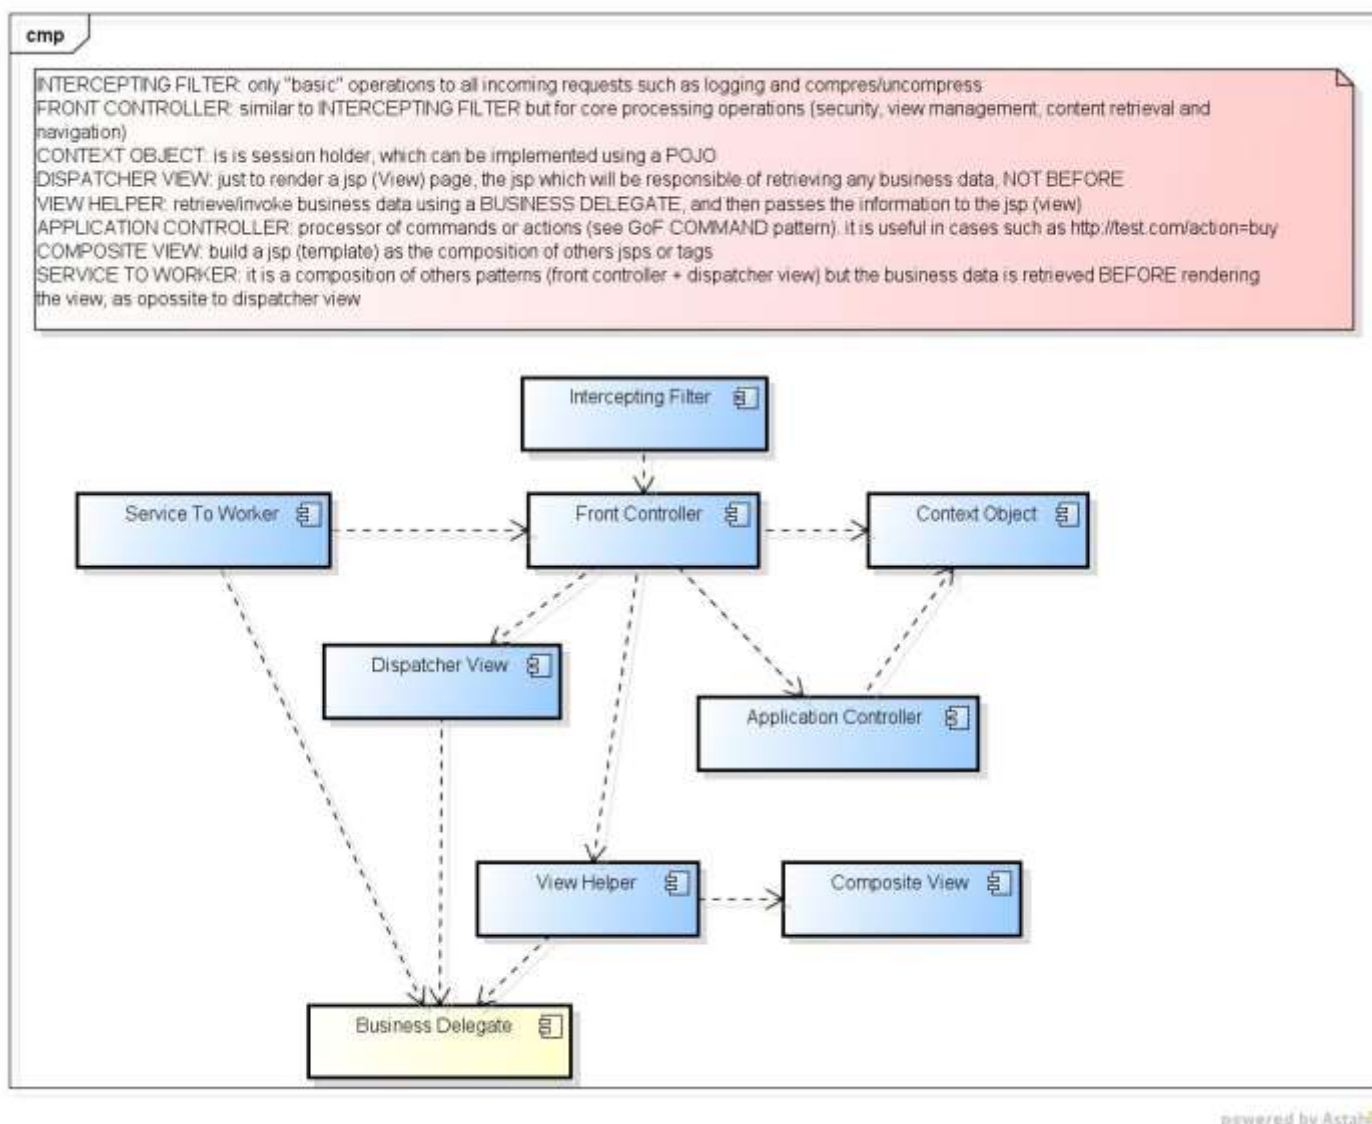 cmp
INTERCEPTING FILTER: only "basic" operations to all incoming requests such as logging and compres/uncompress
FRONT CONTROLLER: similar to INTERCEPTING FILTER but for core processing operations (security, view management, content retrieval and
navigation)
CONTEXT OBJECT: is is session holder, which can be implemented using a POJO
DISPATCHER VIEW: just to render a jsp (View) page, the jsp which will be responsible of retrieving any business data, NOT BEFORE
VIEW HELPER: retrieve/invoke business data using a BUSINESS DELEGATE, and then passes the information to the jsp (view)
APPLICATION CONTROLLER: processor of commands or actions (see GoF COMMAND pattern). it is useful in cases such as http://test.com/action=buy
COMPOSITE VIEW: build a jsp (template) as the composition of others jsps or tags
SERVICE TO WORKER: it is a composition of others patterns (front controller + dispatcher view) but the business data is retrieved BEFORE rendering
the view, as opossite to dispatcher view
Intercepting Filter
Service To Worker
Front Controller
Context Object
Dispatcher View
Application Controller
View Helper
Composite View
Business Delegate
powered by